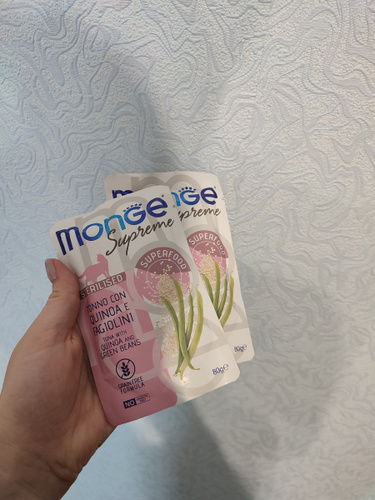 monge
Supreme
SUPERFOOD
STERILISED
TONNO CON
QUINOA E
FAGIOLINI
TUNA WITH
QUINOA AND
GREEN BEANS
GRAIN FREE
FORMULA
NO
80g℮
monge
Supreme
SUPERFOOD
80g℮